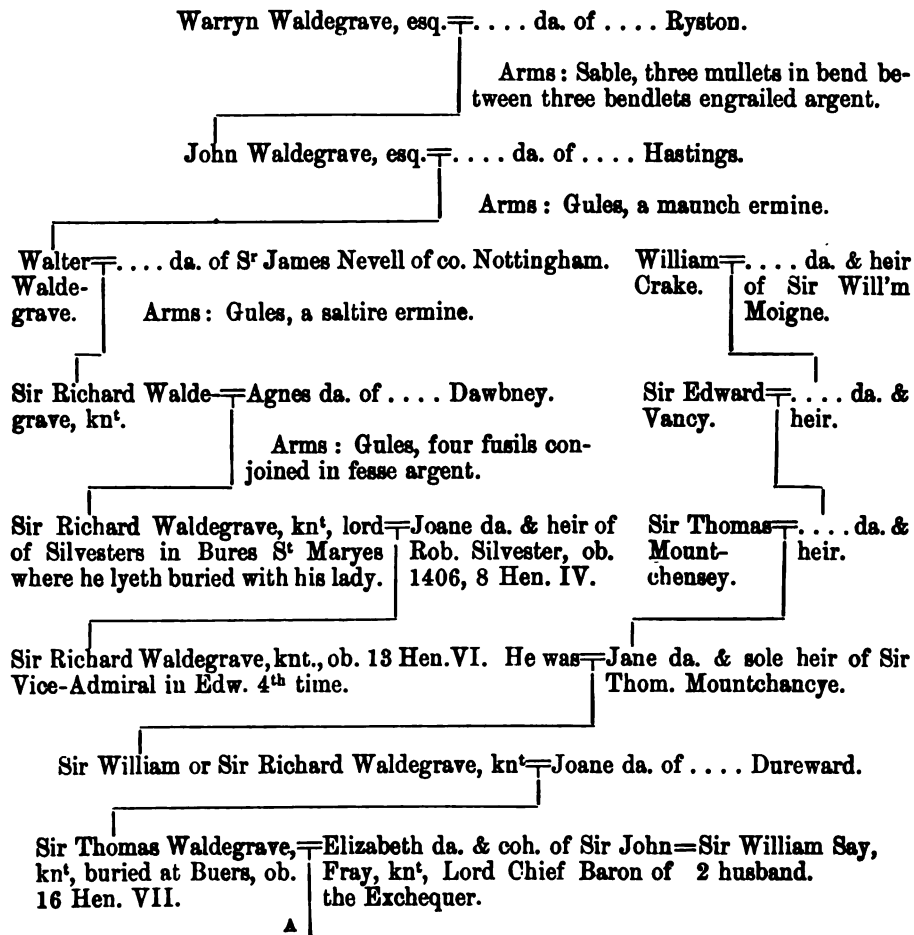 Warryn Waldegrave, esq.=. . . . da. of . . . . Ryston.
Arms : Sable, three mullets in bend be-
tween three bendlets engrailed argent.
John Waldegrave, esq.=. . . . da. of . . . . Hastings.
Arms : Gules, a maunch ermine.
Walter=. . . . da. of Sʳ James Nevell of co. Nottingham.
Walde-
grave.
Arms : Gules, a saltire ermine.
William=. . . . da. & heir
Crake. of Sir Will'm
Moigne.
Sir Richard Walde-=Agnes da. of . . . . Dawbney.
grave, knᵗ.
Arms : Gules, four fusils con-
joined in fesse argent.
Sir Edward=. . . . da. &
Vancy. heir.
Sir Richard Waldegrave, knᵗ, lord=Joane da. & heir of
of Silvesters in Bures Sᵗ Maryes Rob. Silvester, ob.
where he lyeth buried with his lady. 1406, 8 Hen. IV.
Sir Thomas=. . . . da. &
Mount- heir.
chensey.
Sir Richard Waldegrave, knt., ob. 13 Hen. VI. He was=Jane da. & sole heir of Sir
Vice-Admiral in Edw. 4ᵗʰ time. Thom. Mountchancye.
Sir William or Sir Richard Waldegrave, knᵗ=Joane da. of . . . . Dureward.
Sir Thomas Waldegrave,=Elizabeth da. & coh. of Sir John=Sir William Say,
knᵗ, buried at Buers, ob. Fray, knᵗ, Lord Chief Baron of 2 husband.
16 Hen. VII. the Exchequer.
A